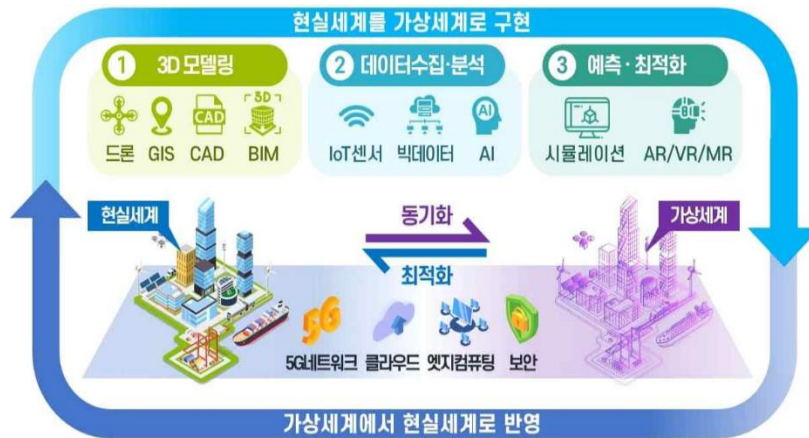 현실세계를 가상세계로 구현
1 3D 모델링
CAD
3D
드론 GIS CAD BIM
2 데이터수집·분석
AI
IoT센서 빅데이터 AI
3 예측·최적화
시뮬레이션 AR/VR/MR
현실세계
동기화
최적화
가상세계
5G
5G네트워크 클라우드 엣지컴퓨팅 보안
가상세계에서 현실세계로 반영